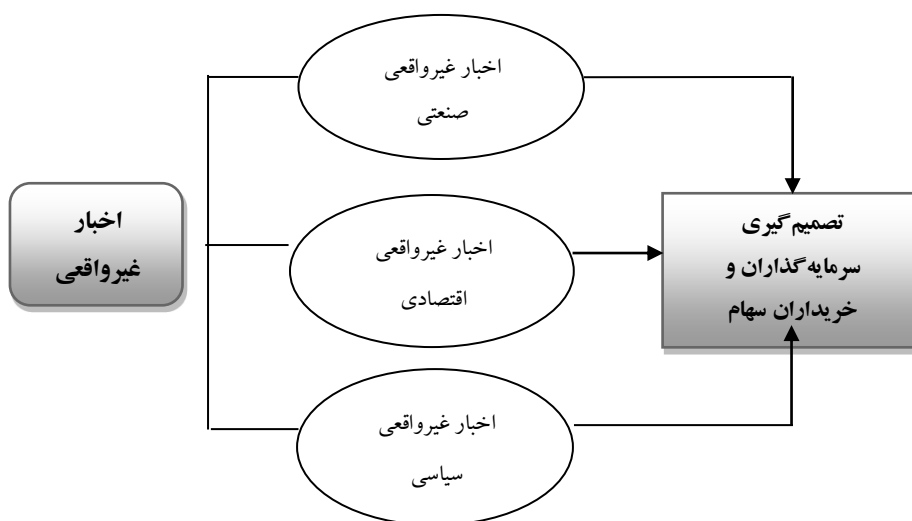 اخبار
غیرواقعی
اخبار غیرواقعی
صنعتی
اخبار غیرواقعی
اقتصادی
اخبار غیرواقعی
سیاسی
تصمیم‌گیری
سرمایه‌گذاران و
خریداران سهام